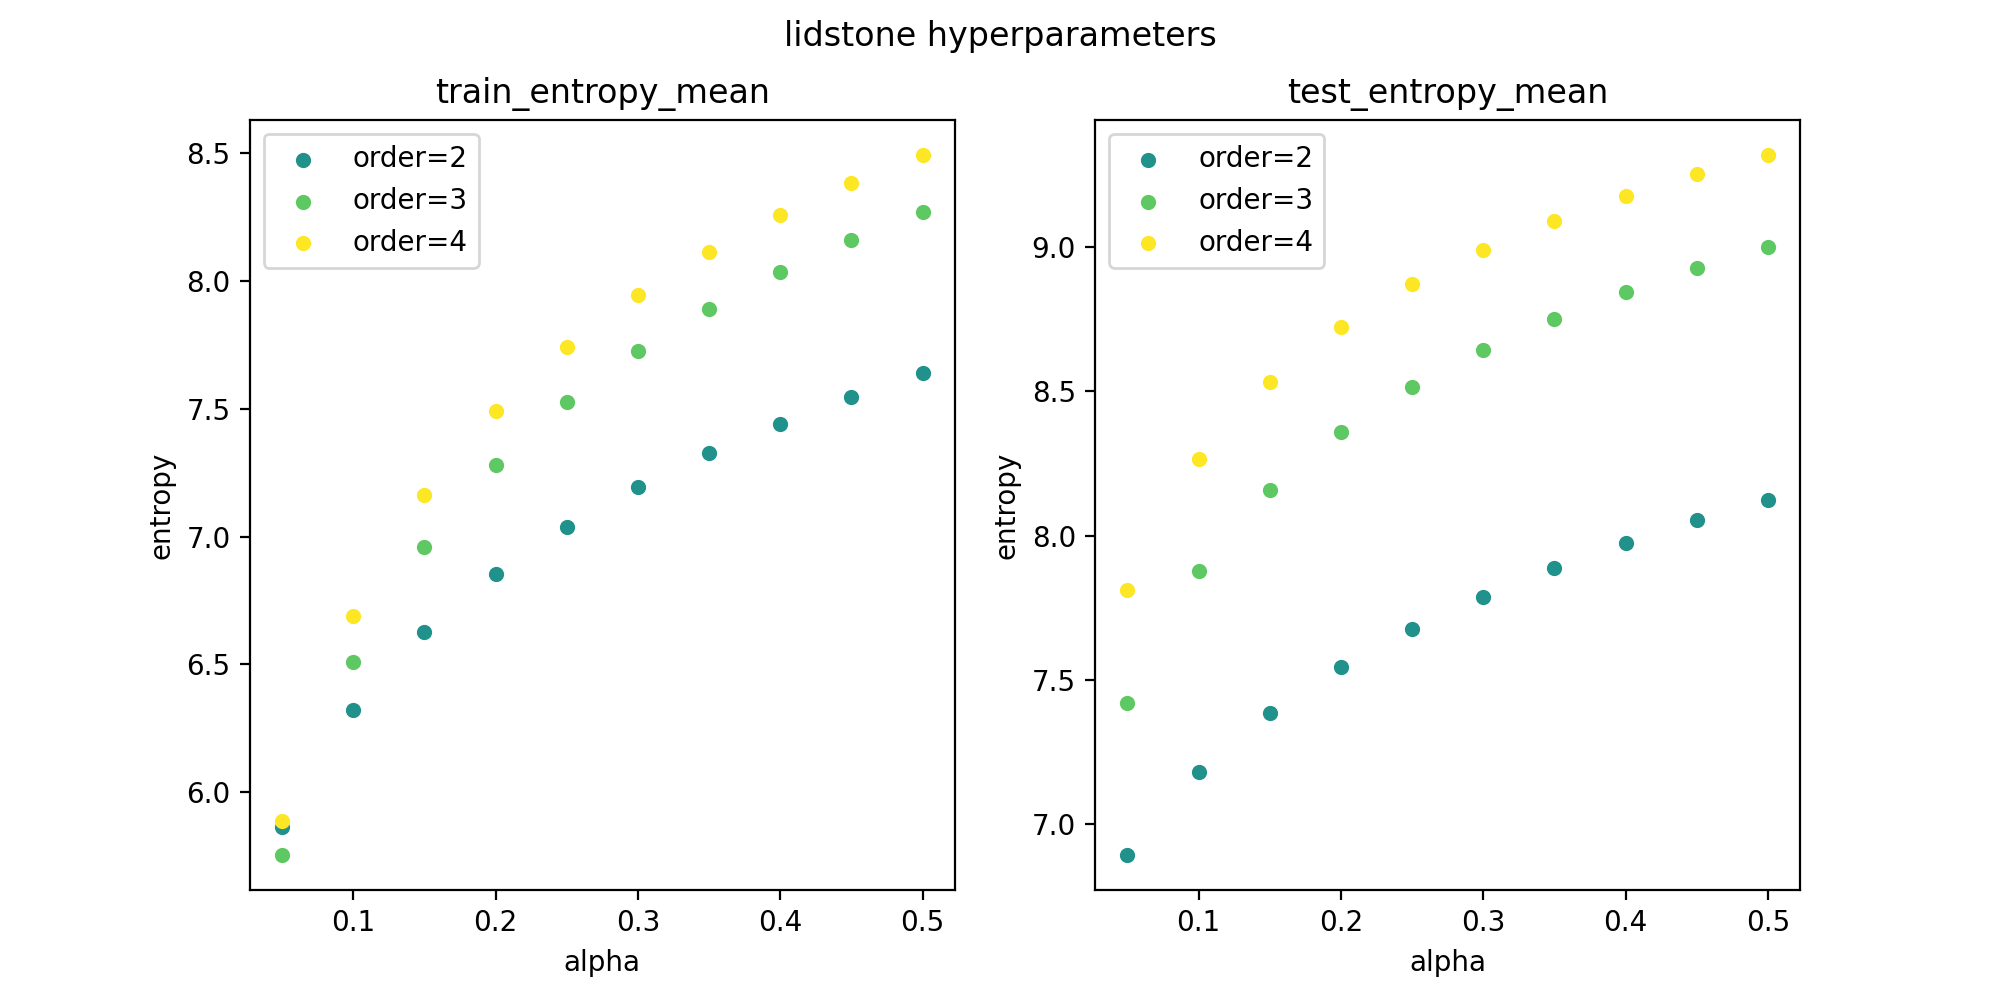 lidstone hyperparameters
train_entropy_mean
order=2
order=3
order=4
8.5
8.0
7.5
7.0
6.5
6.0
entropy
0.1 0.2 0.3 0.4 0.5
alpha
test_entropy_mean
order=2
order=3
order=4
9.0
8.5
8.0
7.5
7.0
entropy
0.1 0.2 0.3 0.4 0.5
alpha